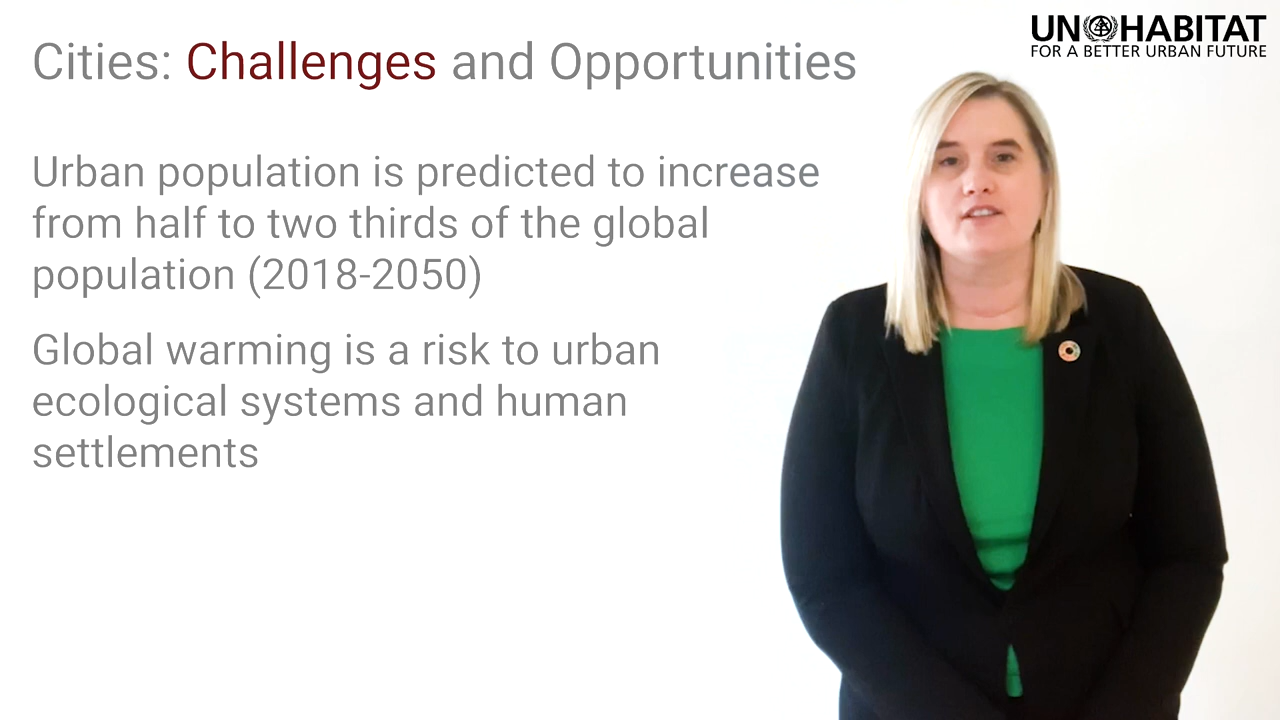 Cities: Challenges and Opportunities
UN HABITAT
FOR A BETTER URBAN FUTURE
Urban population is predicted to increase
from half to two thirds of the global
population (2018-2050)
Global warming is a risk to urban
ecological systems and human
settlements